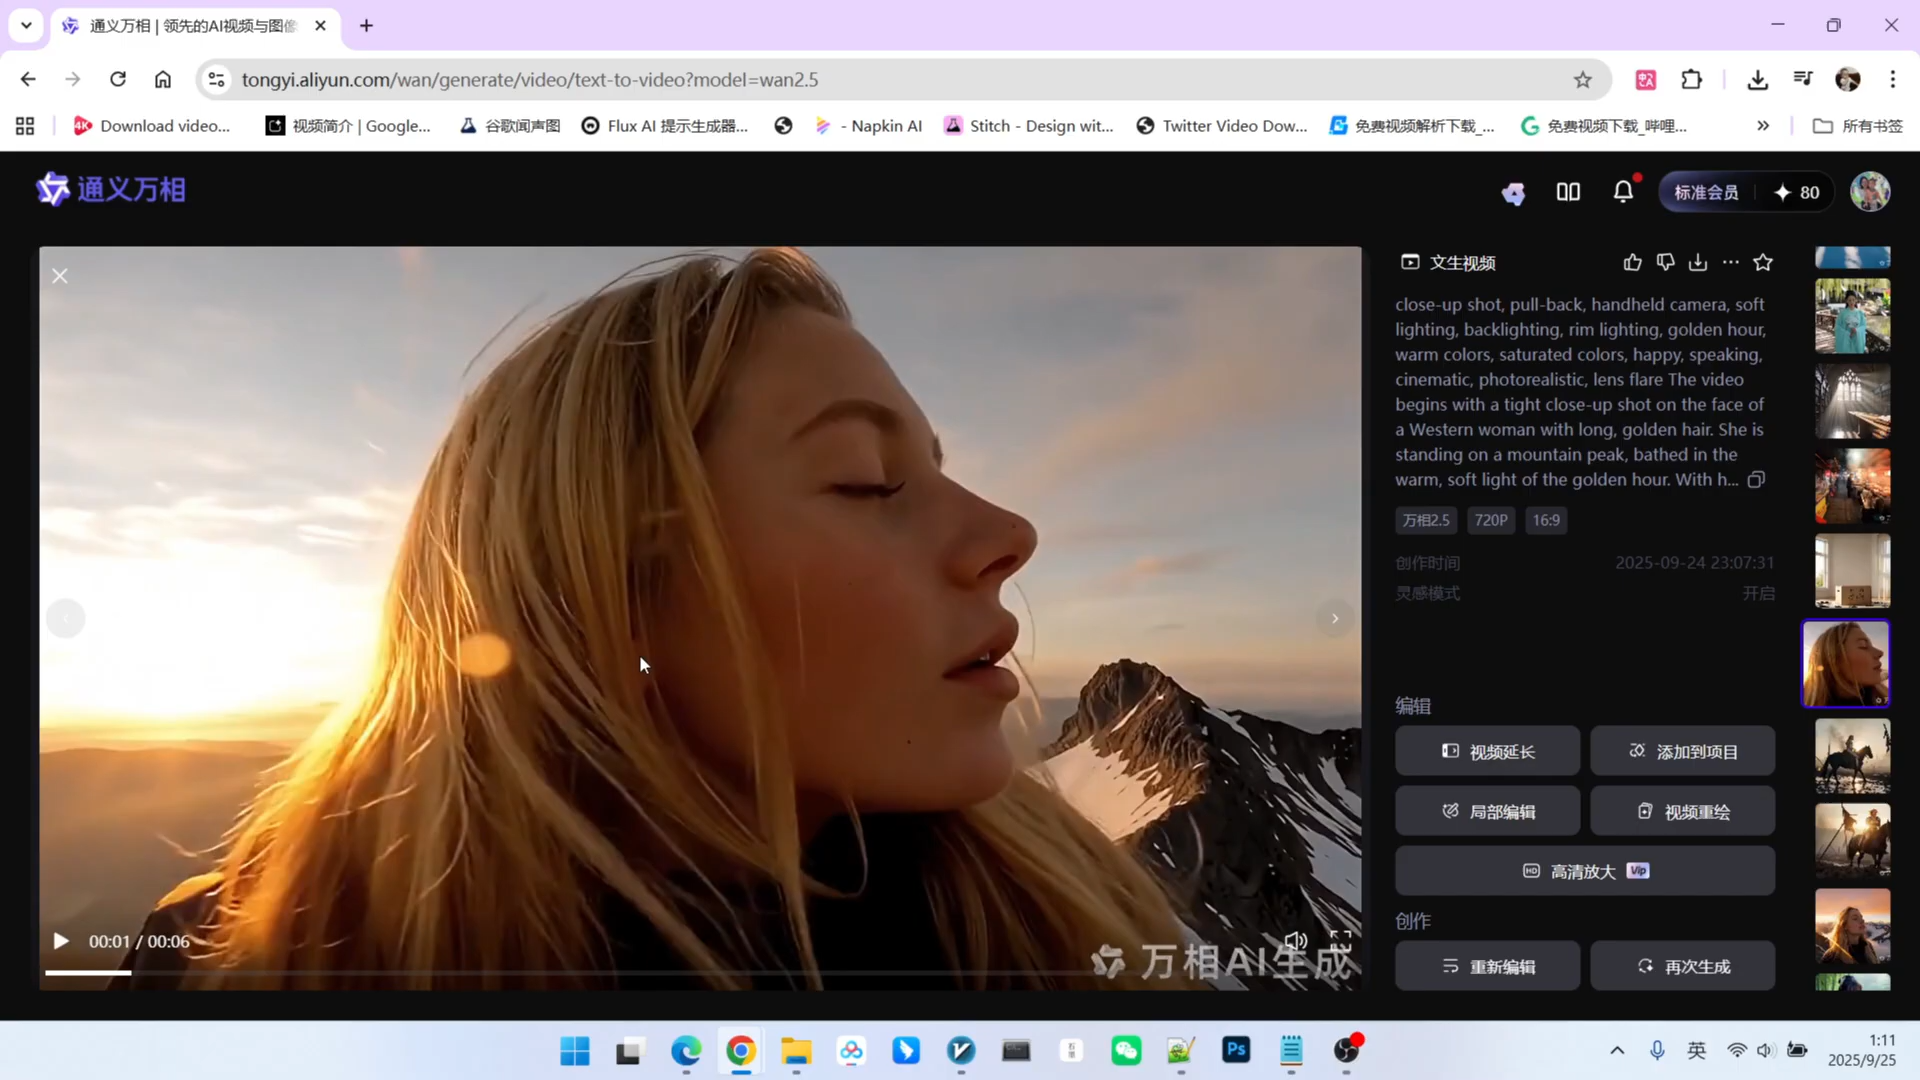 通义万相 | 领先的AI视频与图像
tongyi.aliyun.com/wan/generate/video/text-to-video?model=wan2.5
Download video...
视频简介 | Google...
谷歌闻声图
Flux AI 提示生成器...
- Napkin AI
Stitch - Design wit...
Twitter Video Dow...
免费视频解析下载_...
免费视频下载_哔哩...
所有书签
通义万相
标准会员
80
文生视频
close-up shot, pull-back, handheld camera, soft
lighting, backlighting, rim lighting, golden hour,
warm colors, saturated colors, happy, speaking,
cinematic, photorealistic, lens flare The video
begins with a tight close-up shot on the face of
a Western woman with long, golden hair. She is
standing on a mountain peak, bathed in the
warm, soft light of the golden hour. With h...
万相2.5
720P
16:9
创作时间
2025-09-24 23:07:31
灵感模式
开启
编辑
视频延长
添加到项目
局部编辑
视频重绘
HD
高清放大
Vip
创作
重新编辑
再次生成
00:01 / 00:06
万相AI生成
Ps
英
1:11
2025/9/25